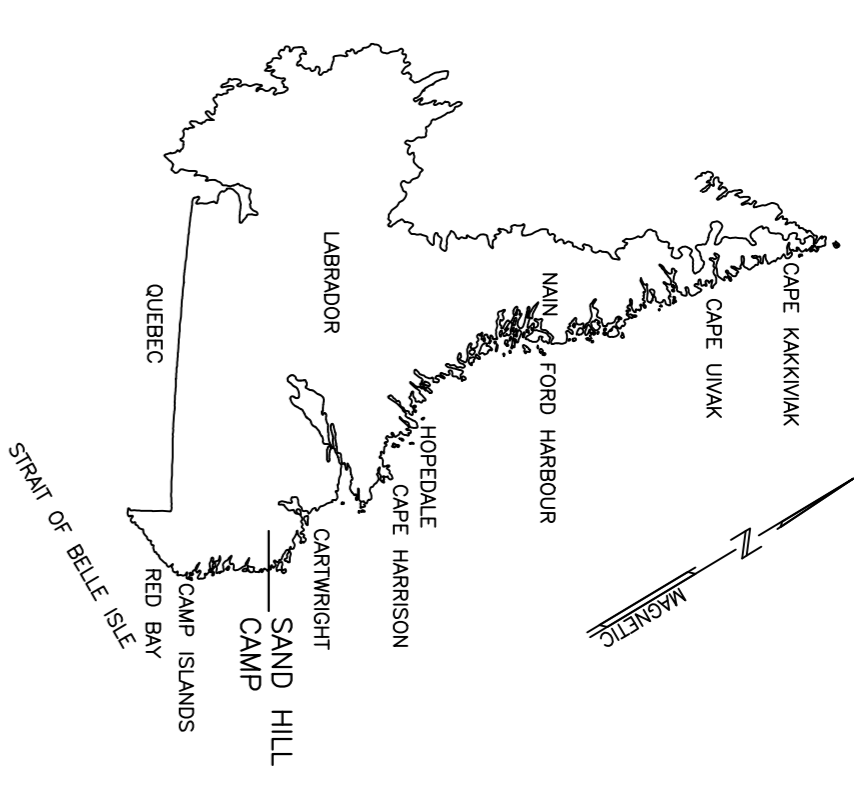 CAPE KAKKIVIAK
CAPE UIVAK
NAIN
FORD HARBOUR
LABRADOR
HOPEDALE
CAPE HARRISON
CARTWRIGHT
SAND HILL
CAMP
CAMP ISLANDS
RED BAY
QUEBEC
STRAIT OF BELLE ISLE
N
MAGNETIC